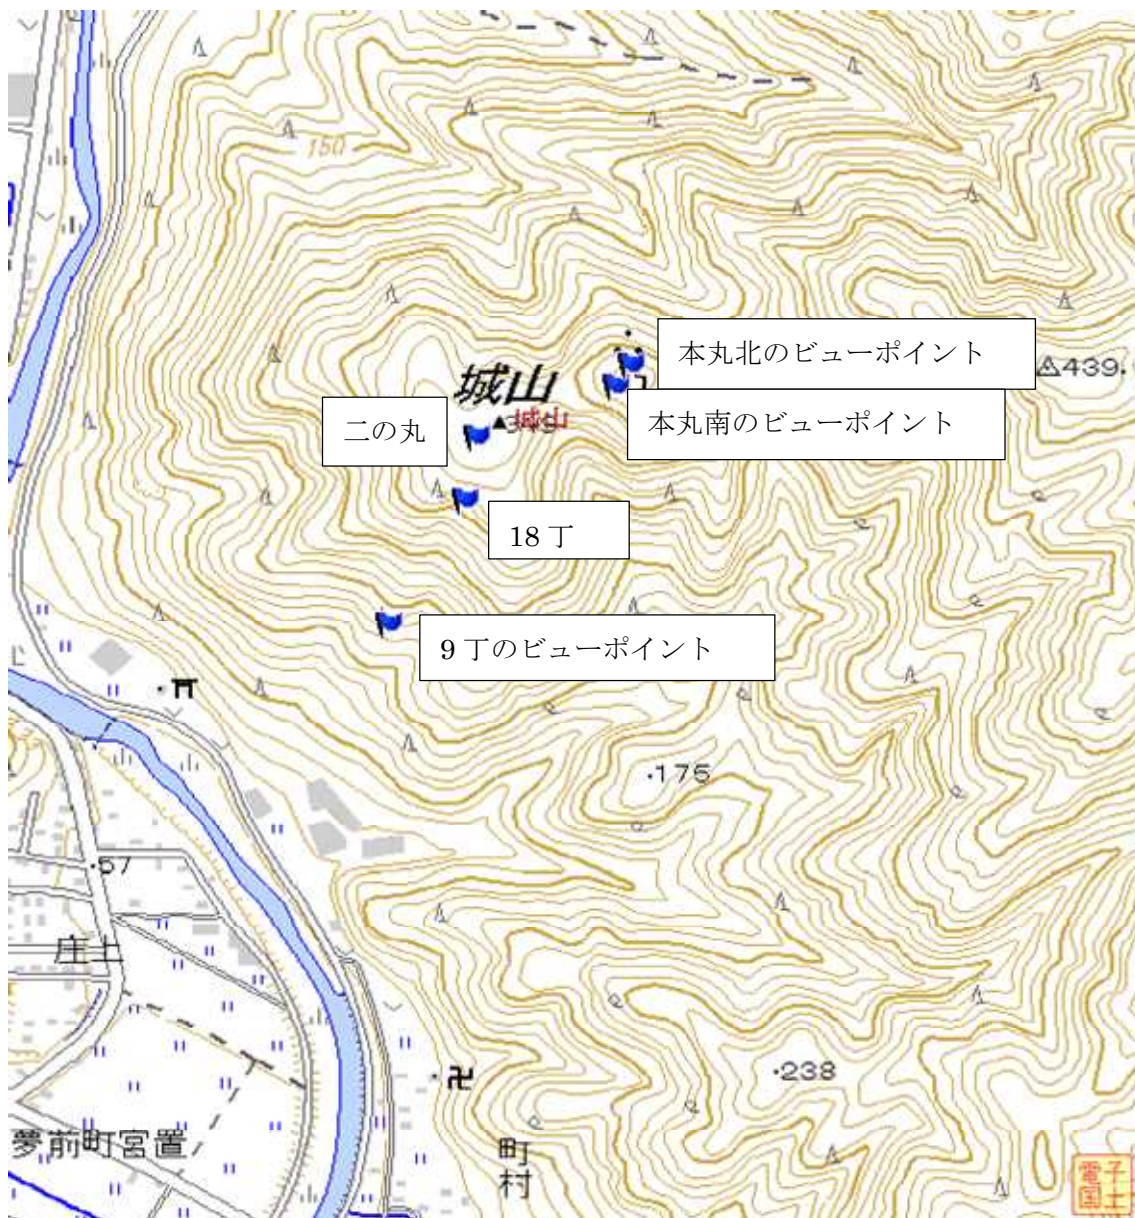 150
本丸北のビューポイント
439.
城山
本丸南のビューポイント
二の丸
城山
18 丁
9 丁のビューポイント
175
57
庄土
238
夢前町宮置
町
村
電子
国土